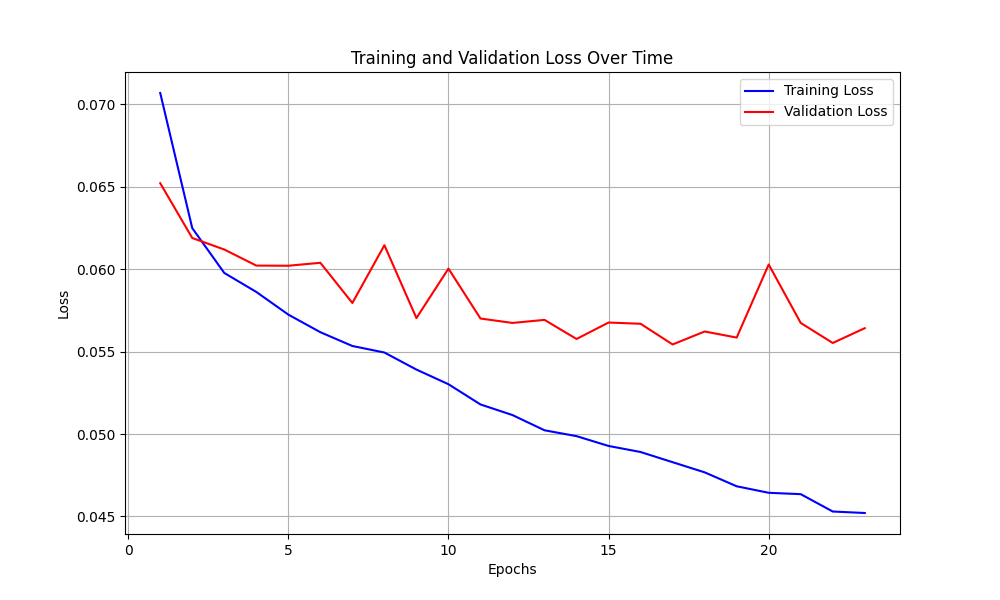 Training and Validation Loss Over Time
Training Loss
Validation Loss
0.070
0.065
0.060
0.055
0.050
0.045
Loss
0 5 10 15 20
Epochs